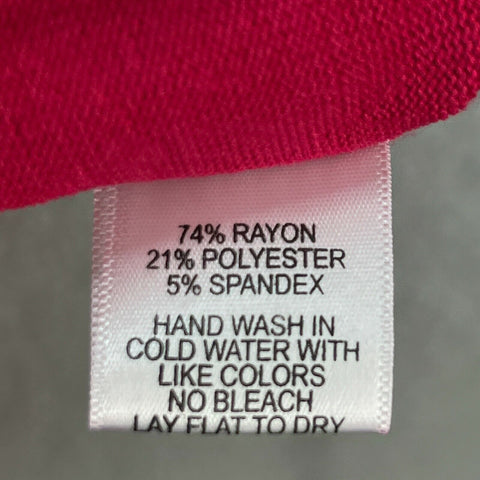 74% RAYON
21% POLYESTER
5% SPANDEX
HAND WASH IN
COLD WATER WITH
LIKE COLORS
NO BLEACH
LAY FLAT TO DRY